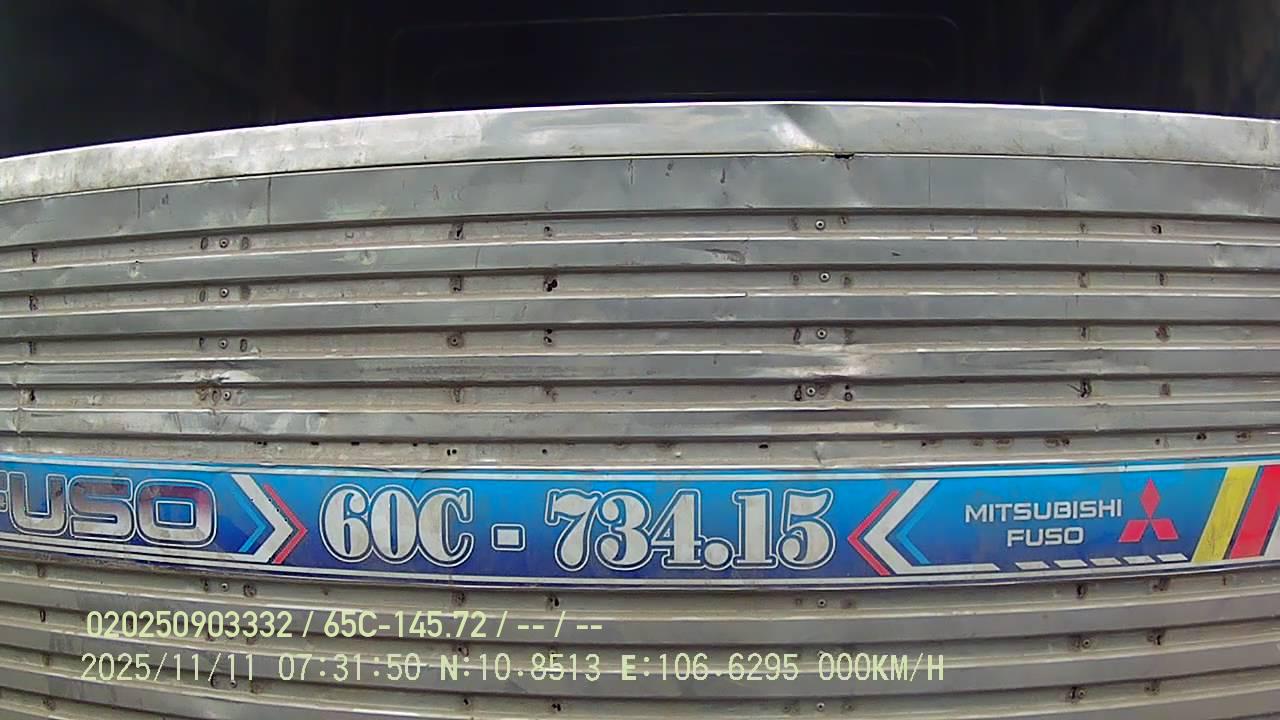 FUSO
60C - 734.15
MITSUBISHI
FUSO
020250903332 / 65C-145.72 / -- / --
2025/11/11 07:31:50 N:10.8513 E:106.6295 000KM/H